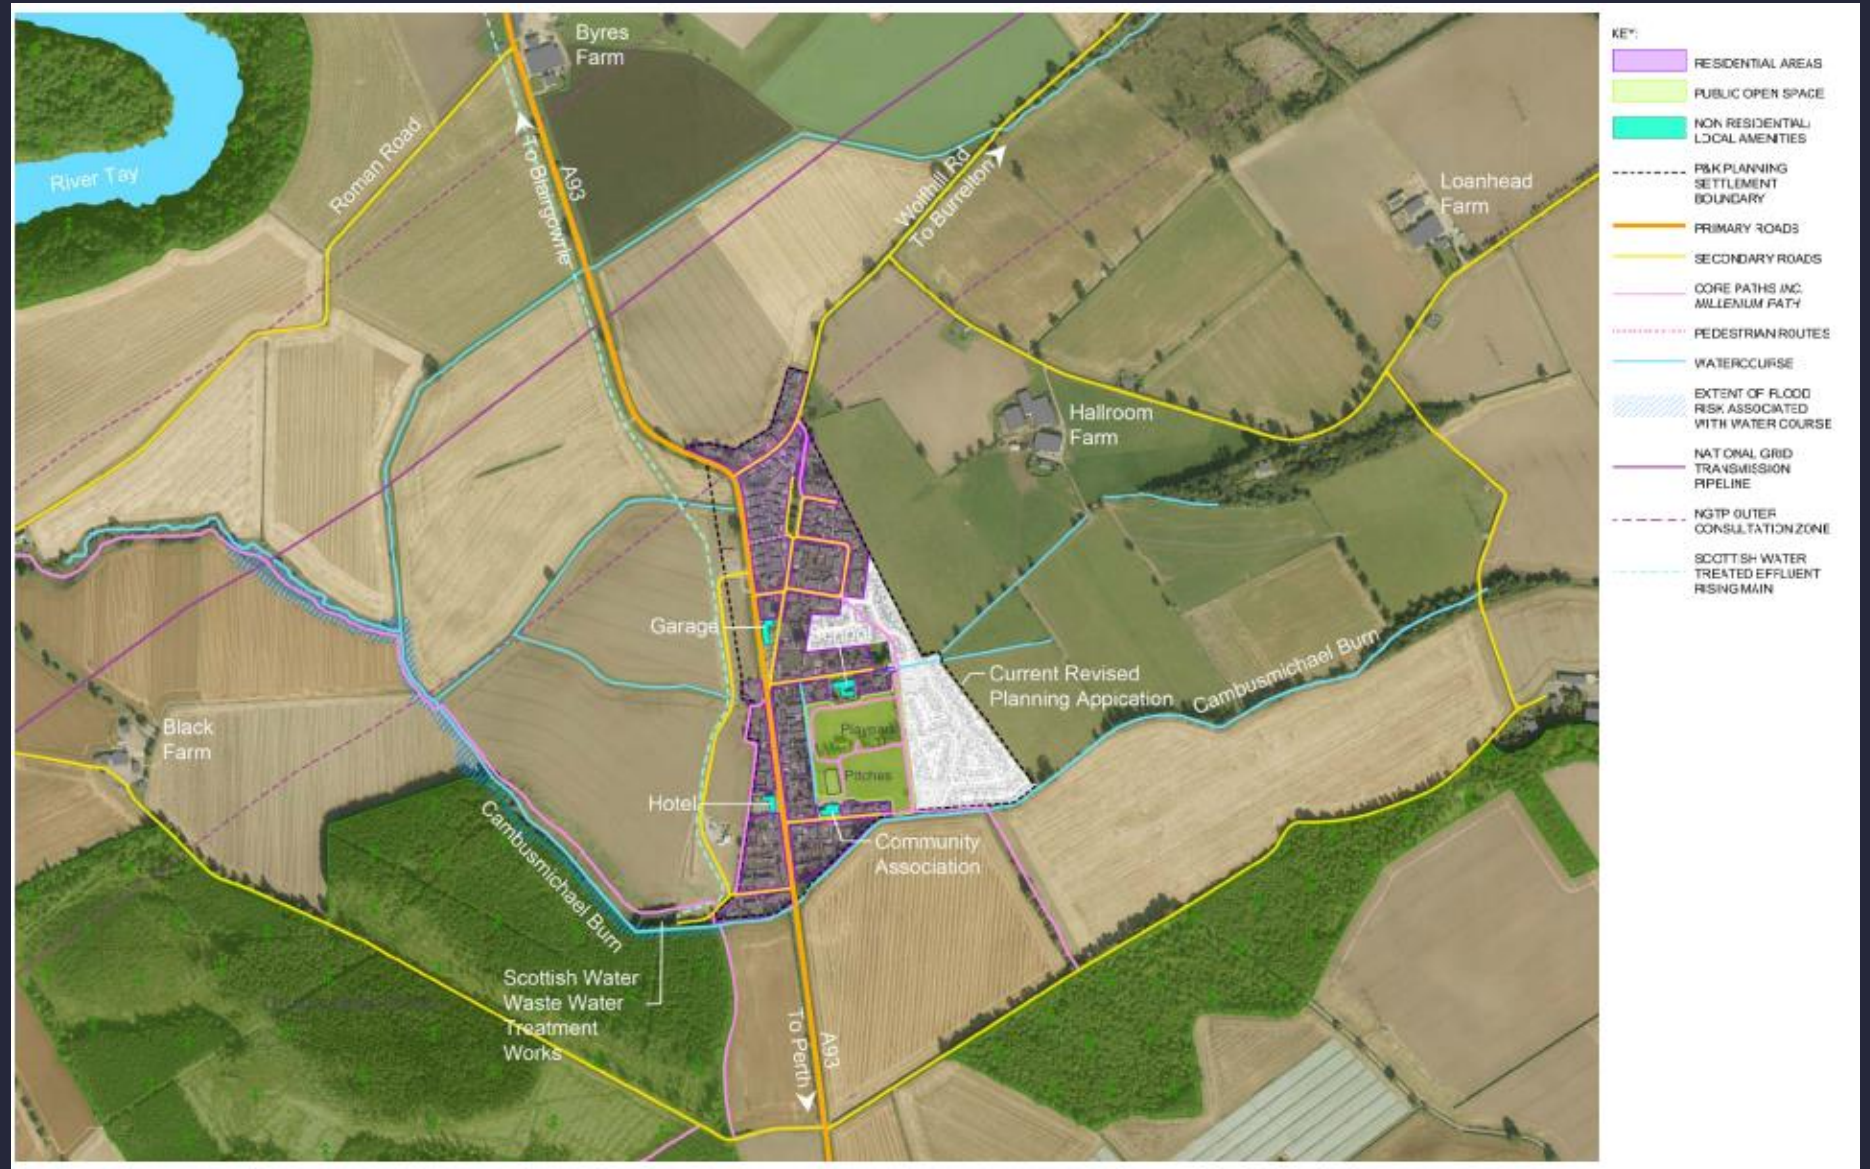 Byres
Farm
River Tay
Roman Road
A93
To Blairgowrie
Wolfhill Rd
To Burrelton
Loanhead
Farm
Hallroom
Farm
Garage
Current Revised
Planning Appication
Cambusmichael Burn
Black
Farm
Playpark
Pitches
Hotel
Cambusmichael Burn
Community
Association
Scottish Water
Waste Water
Treatment
Works
To Perth
A93
KEY:
RESIDENTIAL AREAS
PUBLIC OPEN SPACE
NON RESIDENTIAL/
LOCAL AMENITIES
P&K PLANNING
SETTLEMENT
BOUNDARY
PRIMARY ROADS
SECONDARY ROADS
CORE PATHS INC.
MILLENIUM PATH
PEDESTRIAN ROUTES
WATERCOURSE
EXTENT OF FLOOD
RISK ASSOCIATED
WITH WATER COURSE
NATIONAL GRID
TRANSMISSION
PIPELINE
NGTP OUTER
CONSULTATION ZONE
SCOTTISH WATER
TREATED EFFLUENT
RISING MAIN